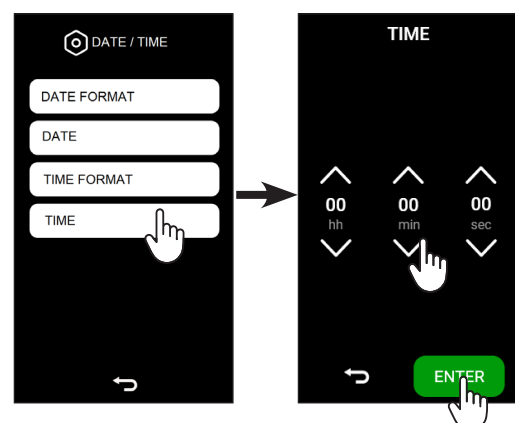 DATE / TIME
DATE FORMAT
DATE
TIME FORMAT
TIME
TIME
00 00 00
hh min sec
ENTER